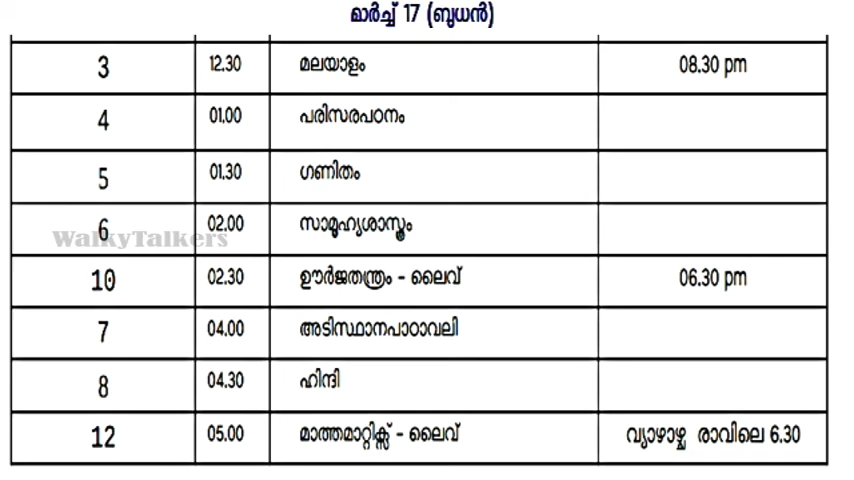 മാർച്ച് 17 (ബുധൻ)
3 12.30 മലയാളം 08.30 pm
4 01.00 പരിസരപഠനം
5 01.30 ഗണിതം
6 02.00 സാമൂഹ്യശാസ്ത്രം
WalkyTalkers
10 02.30 ഊർജതന്ത്രം - ലൈവ് 06.30 pm
7 04.00 അടിസ്ഥാനപാഠാവലി
8 04.30 ഹിന്ദി
12 05.00 മാത്തമാറ്റിക്സ് - ലൈവ് വ്യാഴാഴ്ച രാവിലെ 6.30